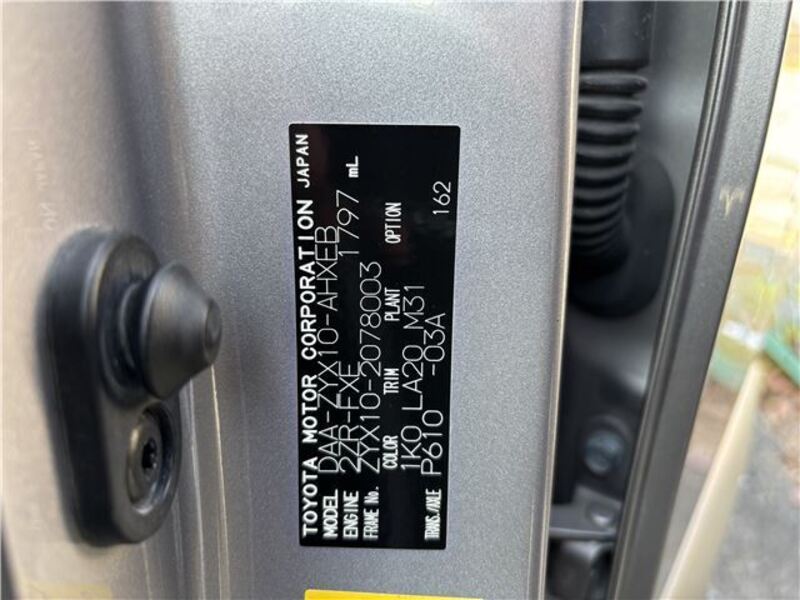 TOYOTA MOTOR CORPORATION JAPAN
MODEL DAA-ZYX10-AHXEB
ENGINE 2ZR-FXE 1797 mL
FRAME No. ZYX10-2078003
COLOR TRIM PLANT OPTION
1K0 LA20 M31
TRANS./AXLE P610 -03A 162